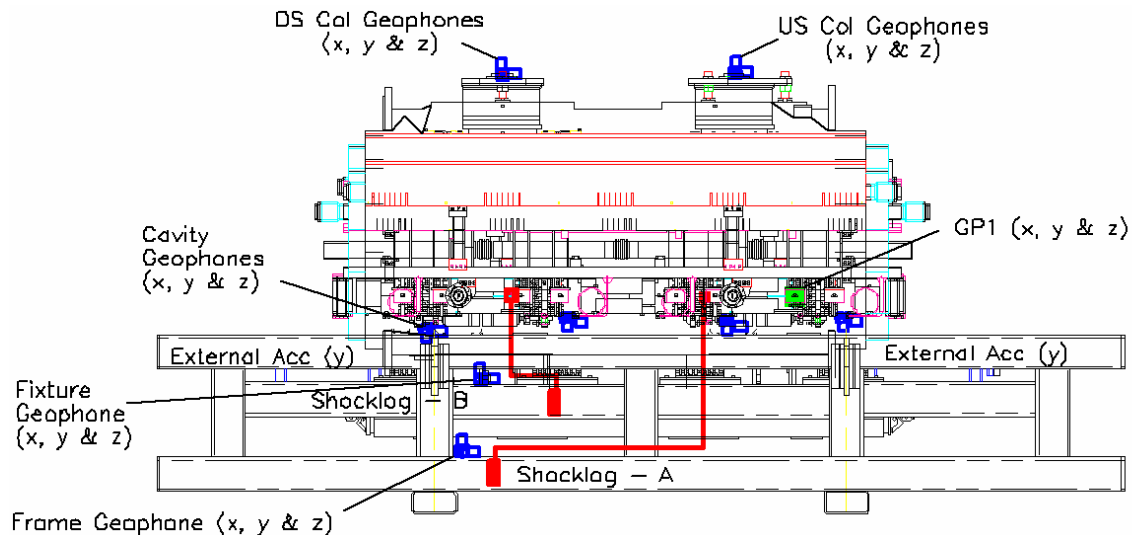 DS Col Geophones
(x, y & z)
US Col Geophones
(x, y & z)
Cavity
Geophones
(x, y & z)
GP1 (x, y & z)
External Acc (y)
External Acc (y)
Fixture
Geophone
(x, y & z)
Shocklog - B
Shocklog - A
Frame Geophone (x, y & z)